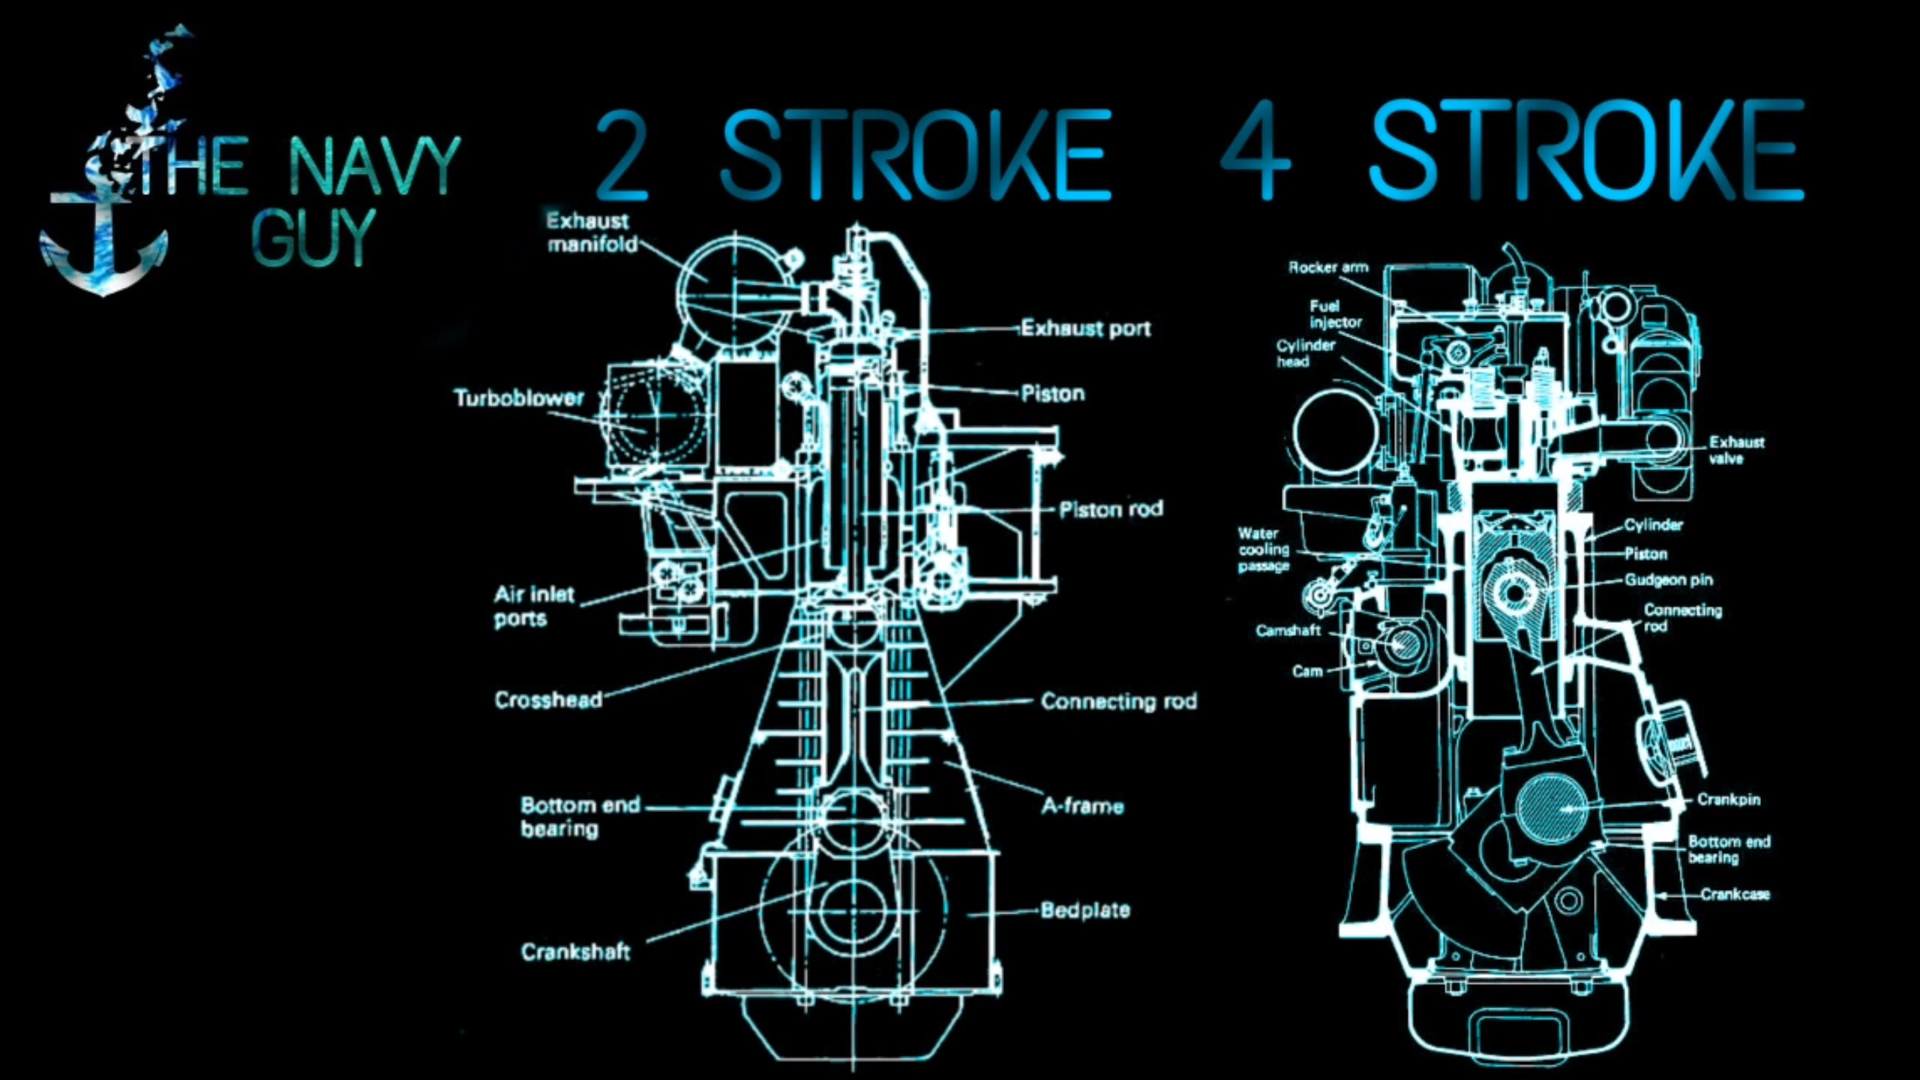 THE NAVY
GUY
2 STROKE
Exhaust
manifold
Exhaust port
Turboblower
Piston
Piston rod
Air inlet
ports
Crosshead
Connecting rod
Bottom end
bearing
A-frame
Bedplate
Crankshaft
4 STROKE
Rocker arm
Fuel
injector
Cylinder
head
Exhaust
valve
Water
cooling
passage
Cylinder
Piston
Gudgeon pin
Connecting
rod
Camshaft
Cam
Crankpin
Bottom end
bearing
Crankcase